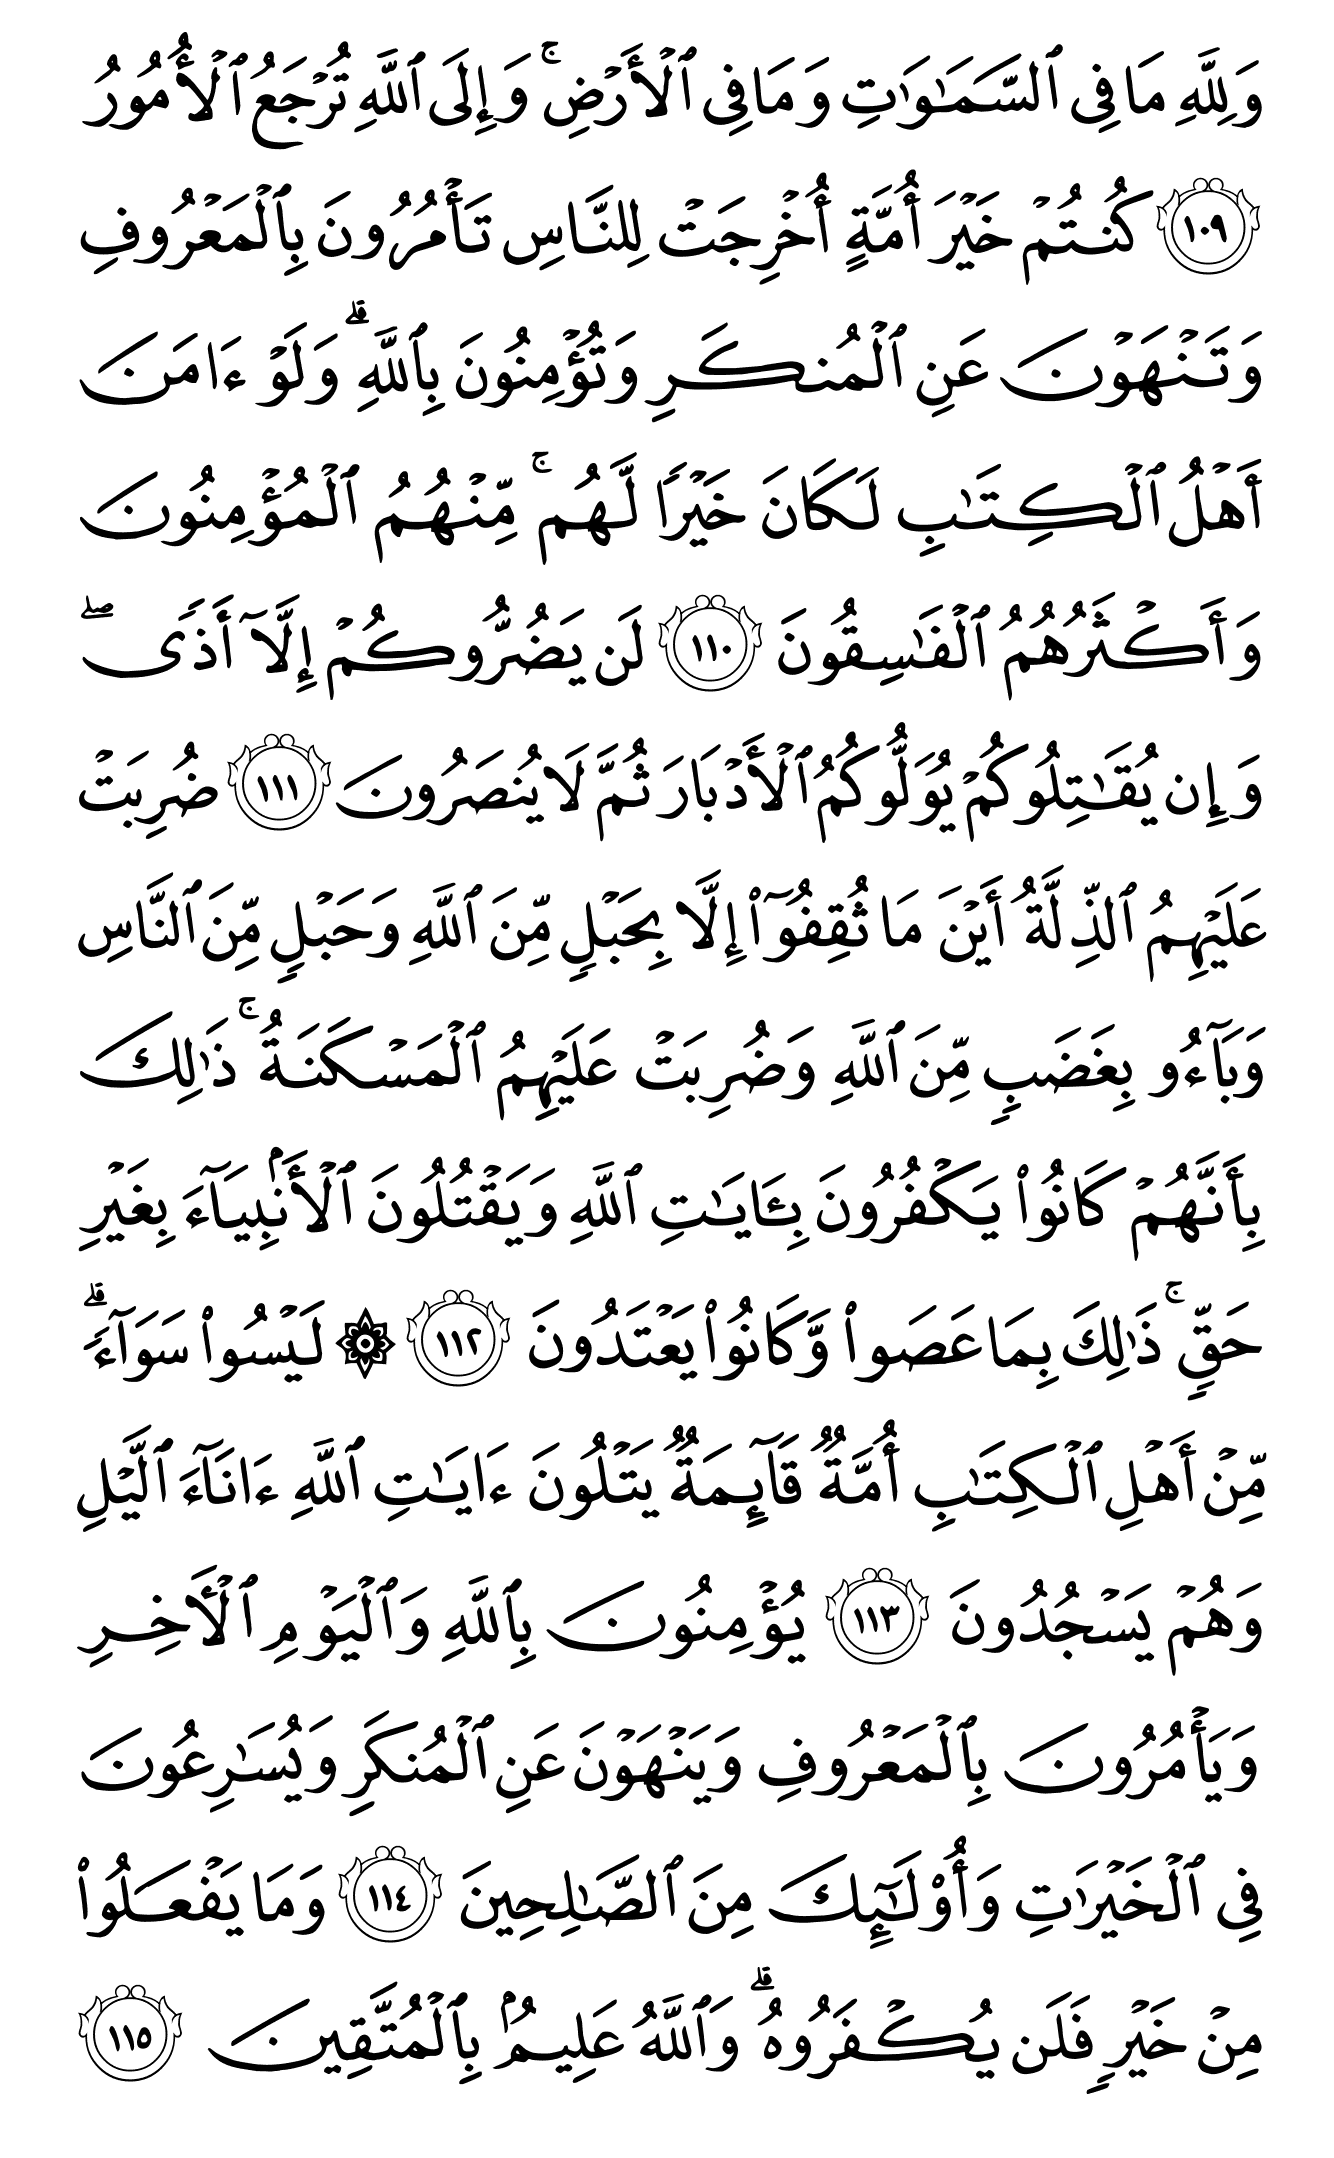 وَلِلَّهِ مَا فِى ٱلسَّمَـٰوَٰتِ وَمَا فِى ٱلْأَرْضِ ۚ وَإِلَى ٱللَّهِ تُرْجَعُ ٱلْأُمُورُ
١٠٩ كُنتُمْ خَيْرَ أُمَّةٍ أُخْرِجَتْ لِلنَّاسِ تَأْمُرُونَ بِٱلْمَعْرُوفِ
وَتَنْهَوْنَ عَنِ ٱلْمُنكَرِ وَتُؤْمِنُونَ بِٱللَّهِ ۗ وَلَوْ ءَامَنَ
أَهْلُ ٱلْكِتَـٰبِ لَكَانَ خَيْرًا لَّهُم ۚ مِّنْهُمُ ٱلْمُؤْمِنُونَ
وَأَكْثَرُهُمُ ٱلْفَـٰسِقُونَ ١١٠ لَن يَضُرُّوكُمْ إِلَّآ أَذًى ۖ
وَإِن يُقَـٰتِلُوكُمْ يُوَلُّوكُمُ ٱلْأَدْبَارَ ثُمَّ لَا يُنصَرُونَ ١١١ ضُرِبَتْ
عَلَيْهِمُ ٱلذِّلَّةُ أَيْنَ مَا ثُقِفُوٓا۟ إِلَّا بِحَبْلٍ مِّنَ ٱللَّهِ وَحَبْلٍ مِّنَ ٱلنَّاسِ
وَبَآءُو بِغَضَبٍ مِّنَ ٱللَّهِ وَضُرِبَتْ عَلَيْهِمُ ٱلْمَسْكَنَةُ ۚ ذَٰلِكَ
بِأَنَّهُمْ كَانُوا۟ يَكْفُرُونَ بِـَٔايَـٰتِ ٱللَّهِ وَيَقْتُلُونَ ٱلْأَنۢبِيَآءَ بِغَيْرِ
حَقٍّ ۚ ذَٰلِكَ بِمَا عَصَوا۟ وَّكَانُوا۟ يَعْتَدُونَ ١١٢ ۞ لَيْسُوا۟ سَوَآءً ۗ
مِّنْ أَهْلِ ٱلْكِتَـٰبِ أُمَّةٌ قَآئِمَةٌ يَتْلُونَ ءَايَـٰتِ ٱللَّهِ ءَانَآءَ ٱلَّيْلِ
وَهُمْ يَسْجُدُونَ ١١٣ يُؤْمِنُونَ بِٱللَّهِ وَٱلْيَوْمِ ٱلْـَٔاخِرِ
وَيَأْمُرُونَ بِٱلْمَعْرُوفِ وَيَنْهَوْنَ عَنِ ٱلْمُنكَرِ وَيُسَـٰرِعُونَ
فِى ٱلْخَيْرَٰتِ وَأُو۟لَـٰٓئِكَ مِنَ ٱلصَّـٰلِحِينَ ١١٤ وَمَا يَفْعَلُوا۟
مِنْ خَيْرٍ فَلَن يُكْفَرُوهُ ۗ وَٱللَّهُ عَلِيمٌۢ بِٱلْمُتَّقِينَ ١١٥